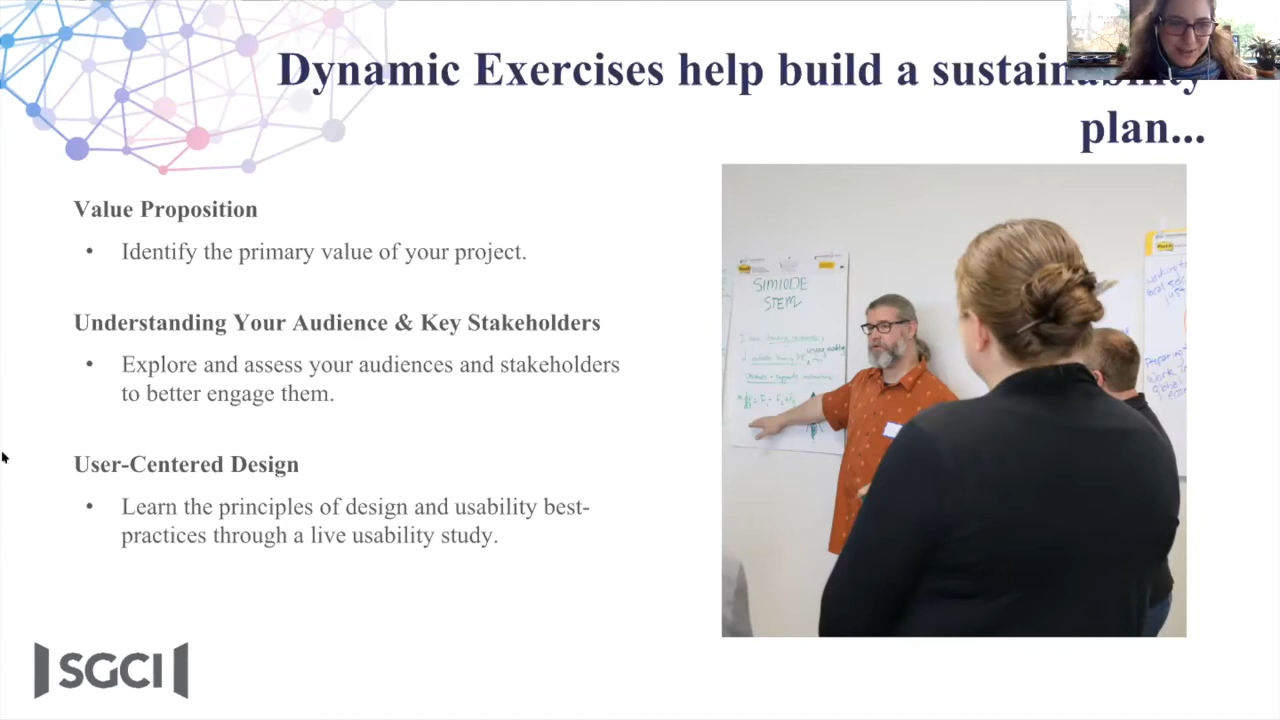 Dynamic Exercises help build a sustainability
plan...
Value Proposition
• Identify the primary value of your project.
Understanding Your Audience & Key Stakeholders
• Explore and assess your audiences and stakeholders
to better engage them.
User-Centered Design
• Learn the principles of design and usability best-
practices through a live usability study.
SIMIODE
STEM
SGCI